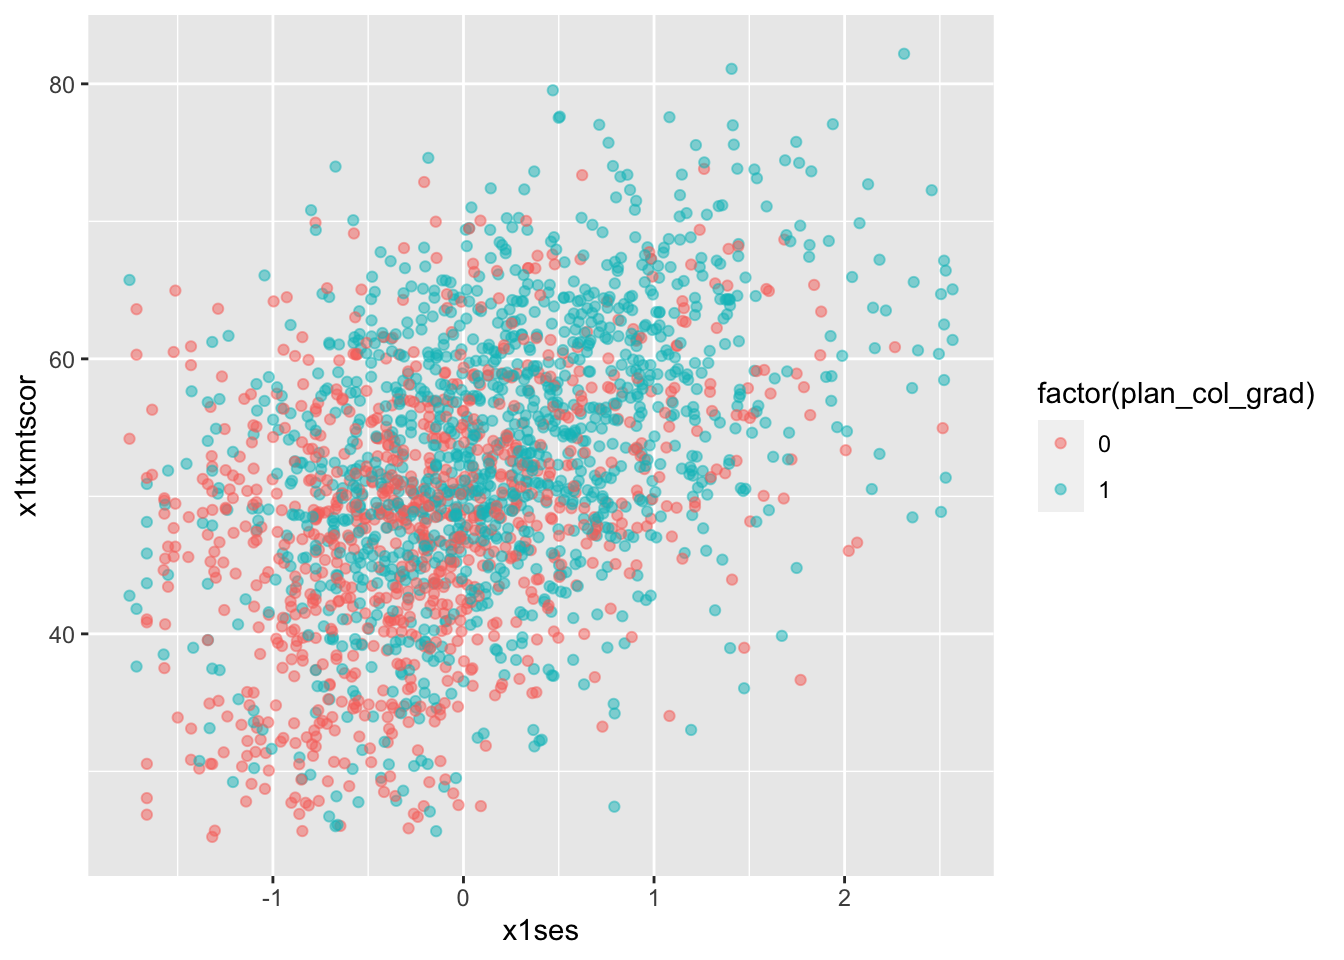 80
60
40
x1txmtscor
-1 0 1 2
x1ses
factor(plan_col_grad)
0
1